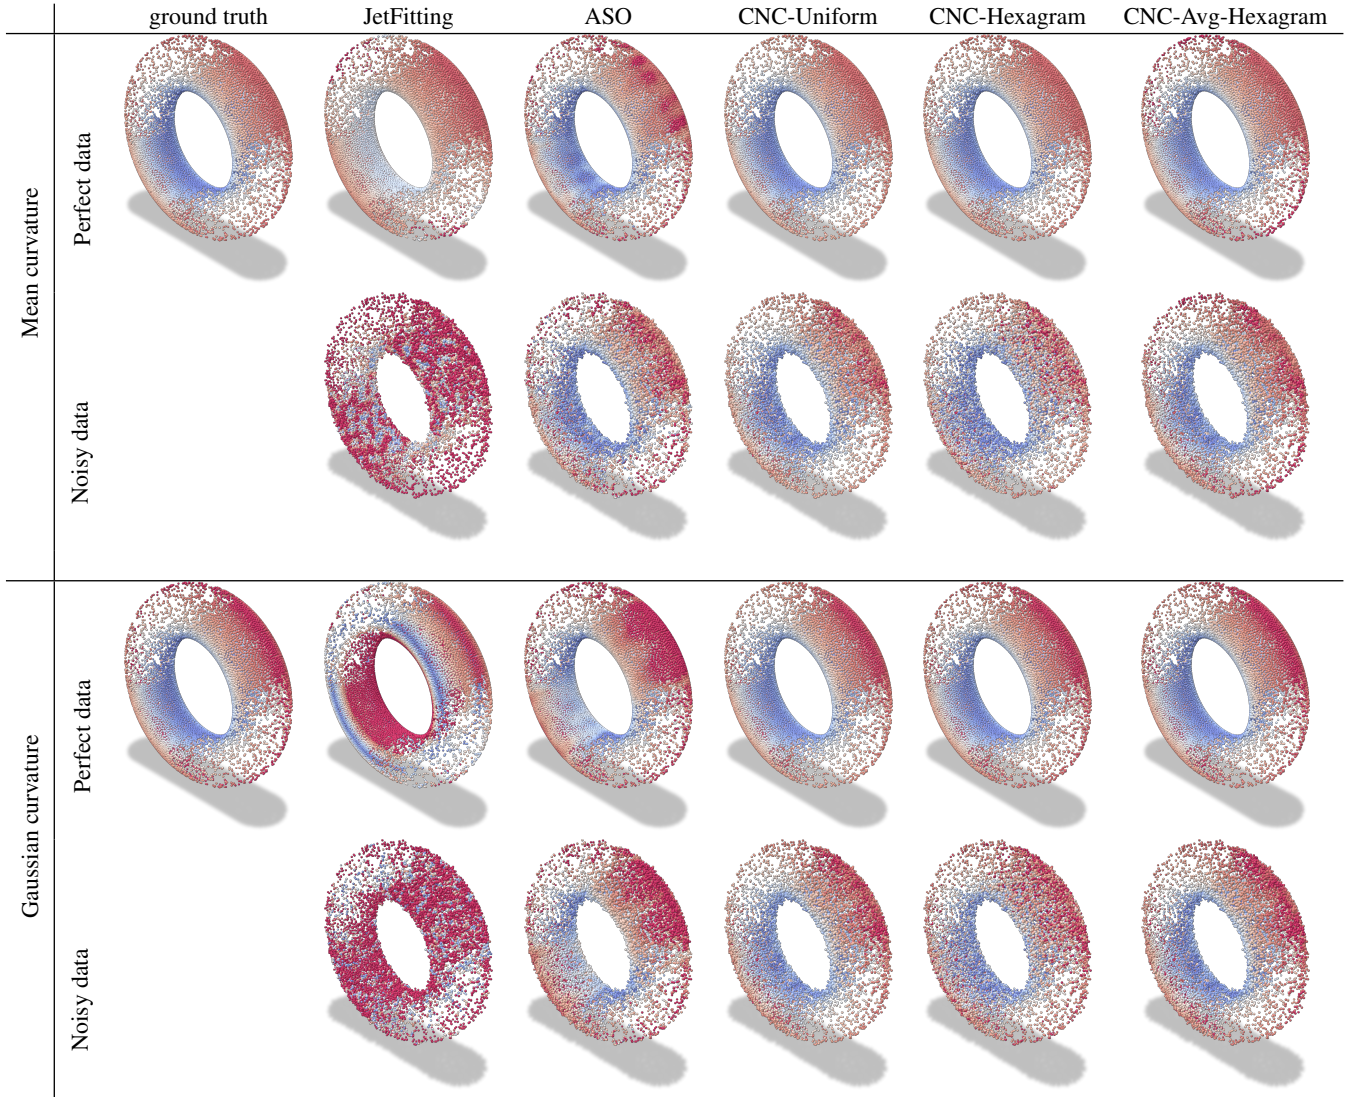 ground truth JetFitting ASO CNC-Uniform CNC-Hexagram CNC-Avg-Hexagram
Mean curvature
Perfect data
Noisy data
Gaussian curvature
Perfect data
Noisy data